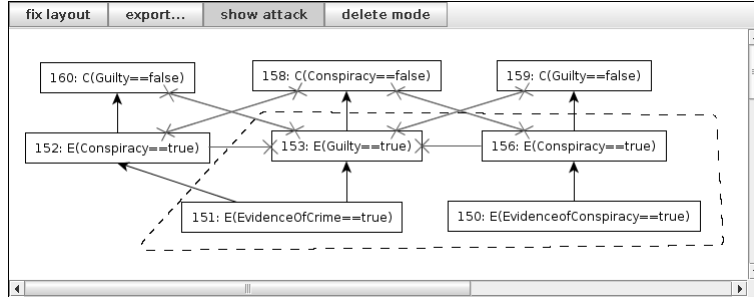 fix layout export... show attack delete mode
160: C(Guilty==false) 158: C(Conspiracy==false) 159: C(Guilty==false)
152: E(Conspiracy==true) 153: E(Guilty==true) 156: E(Conspiracy==true)
151: E(EvidenceOfCrime==true) 150: E(EvidenceofConspiracy==true)